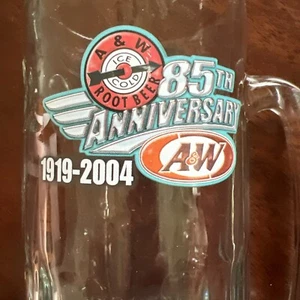 A & W
ICE COLD
ROOT BEER
85TH
ANNIVERSARY
A&W
1919-2004